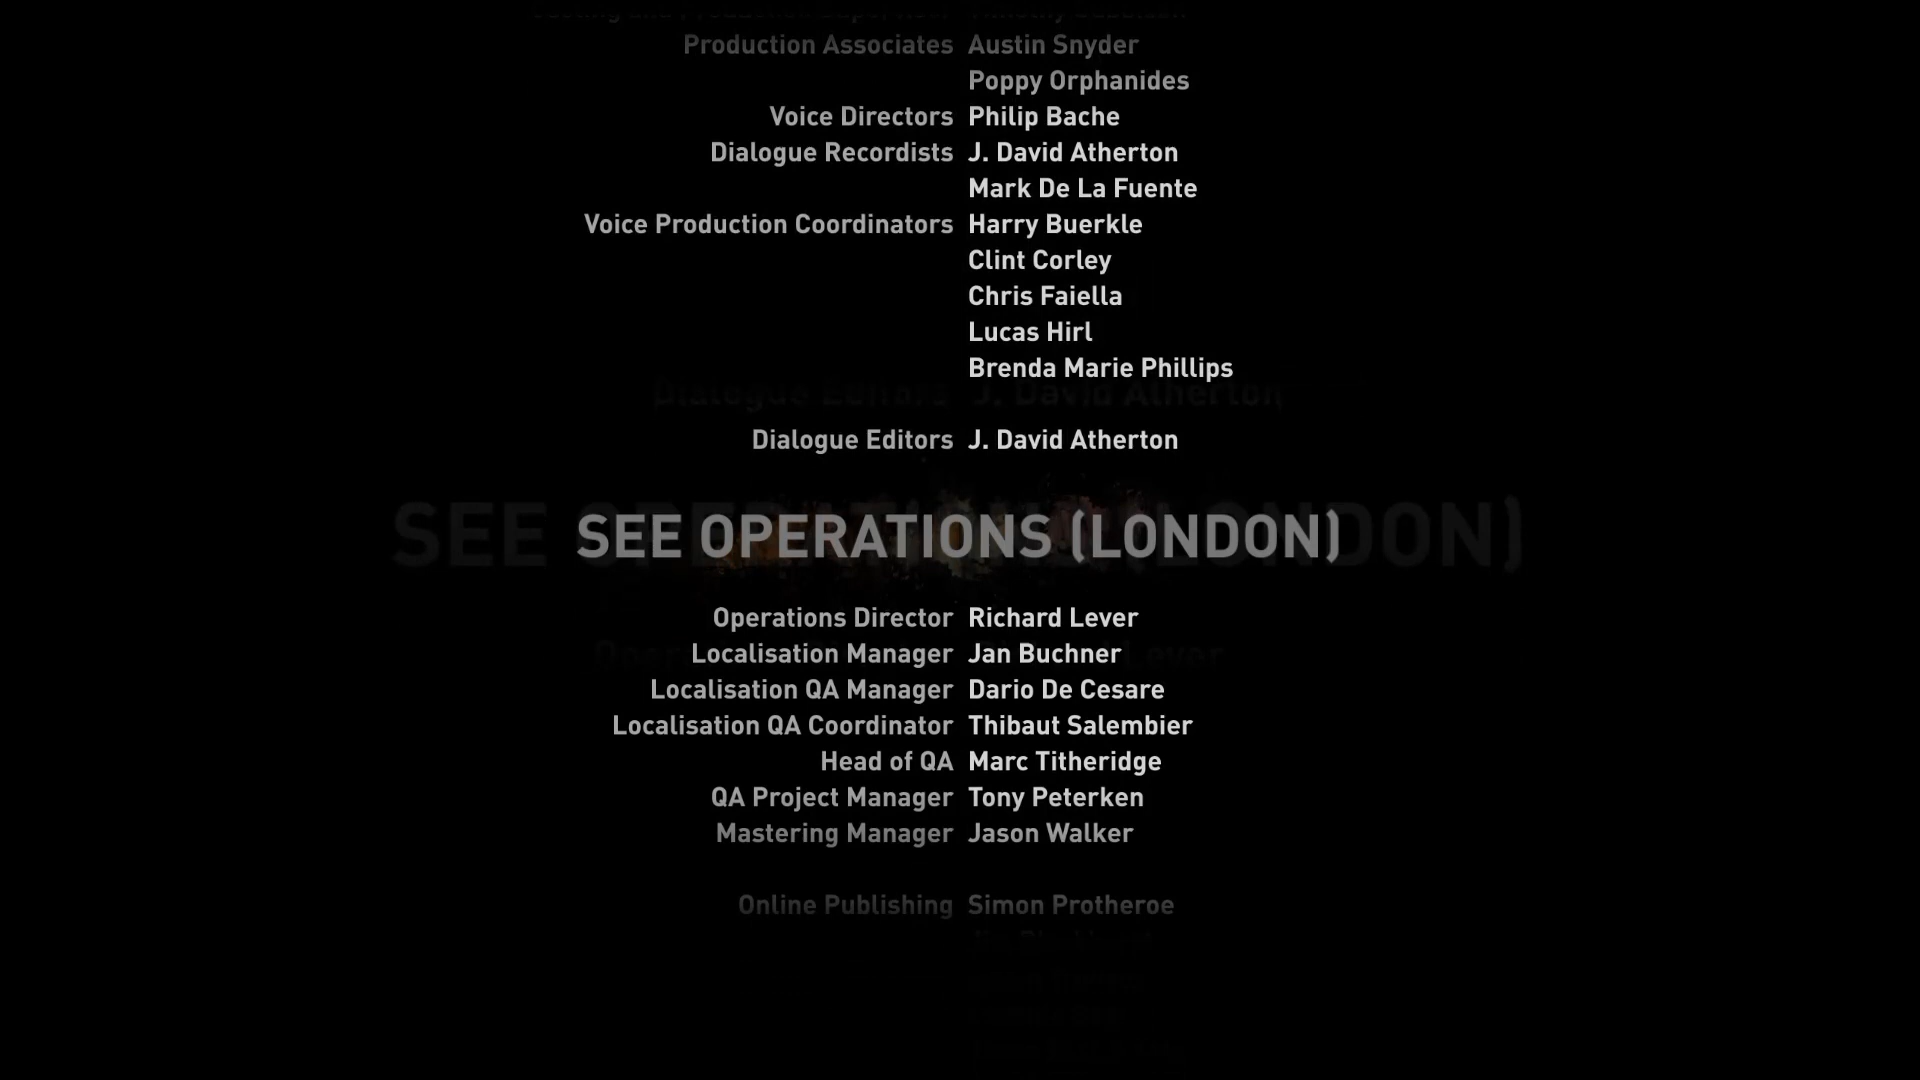 Production Associates Austin Snyder
Poppy Orphanides
Voice Directors Philip Bache
Dialogue Recordists J. David Atherton
Mark De La Fuente
Voice Production Coordinators Harry Buerkle
Clint Corley
Chris Faiella
Lucas Hirl
Brenda Marie Phillips
Dialogue Editors J. David Atherton
SEE OPERATIONS (LONDON)
Operations Director Richard Lever
Localisation Manager Jan Buchner
Localisation QA Manager Dario De Cesare
Localisation QA Coordinator Thibaut Salembier
Head of QA Marc Titheridge
QA Project Manager Tony Peterken
Mastering Manager Jason Walker
Online Publishing Simon Protheroe